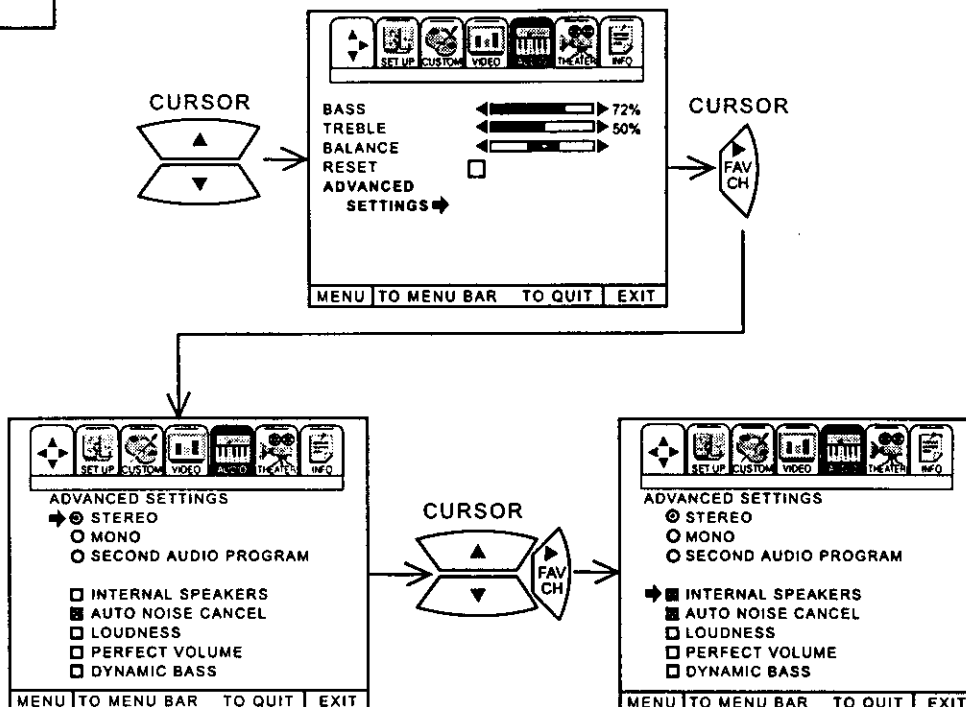 SET UP CUSTOM VIDEO AUDIO THEATER INFO
CURSOR
BASS 72%
TREBLE 50%
BALANCE
RESET
ADVANCED
SETTINGS
MENU TO MENU BAR TO QUIT EXIT
CURSOR
FAV
CH
SET UP CUSTOM VIDEO AUDIO THEATER INFO
ADVANCED SETTINGS
STEREO
MONO
SECOND AUDIO PROGRAM
INTERNAL SPEAKERS
AUTO NOISE CANCEL
LOUDNESS
PERFECT VOLUME
DYNAMIC BASS
MENU TO MENU BAR TO QUIT EXIT
CURSOR
FAV
CH
SET UP CUSTOM VIDEO AUDIO THEATER INFO
ADVANCED SETTINGS
STEREO
MONO
SECOND AUDIO PROGRAM
INTERNAL SPEAKERS
AUTO NOISE CANCEL
LOUDNESS
PERFECT VOLUME
DYNAMIC BASS
MENU TO MENU BAR TO QUIT EXIT